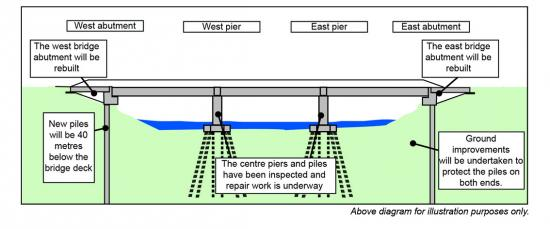 West abutment
West pier
East pier
East abutment
The west bridge
abutment will be
rebuilt
The east bridge
abutment will be
rebuilt
New piles
will be 40
metres
below the
bridge deck
The centre piers and piles
have been inspected and
repair work is underway
Ground
improvements
will be undertaken to
protect the piles on
both ends.
Above diagram for illustration purposes only.